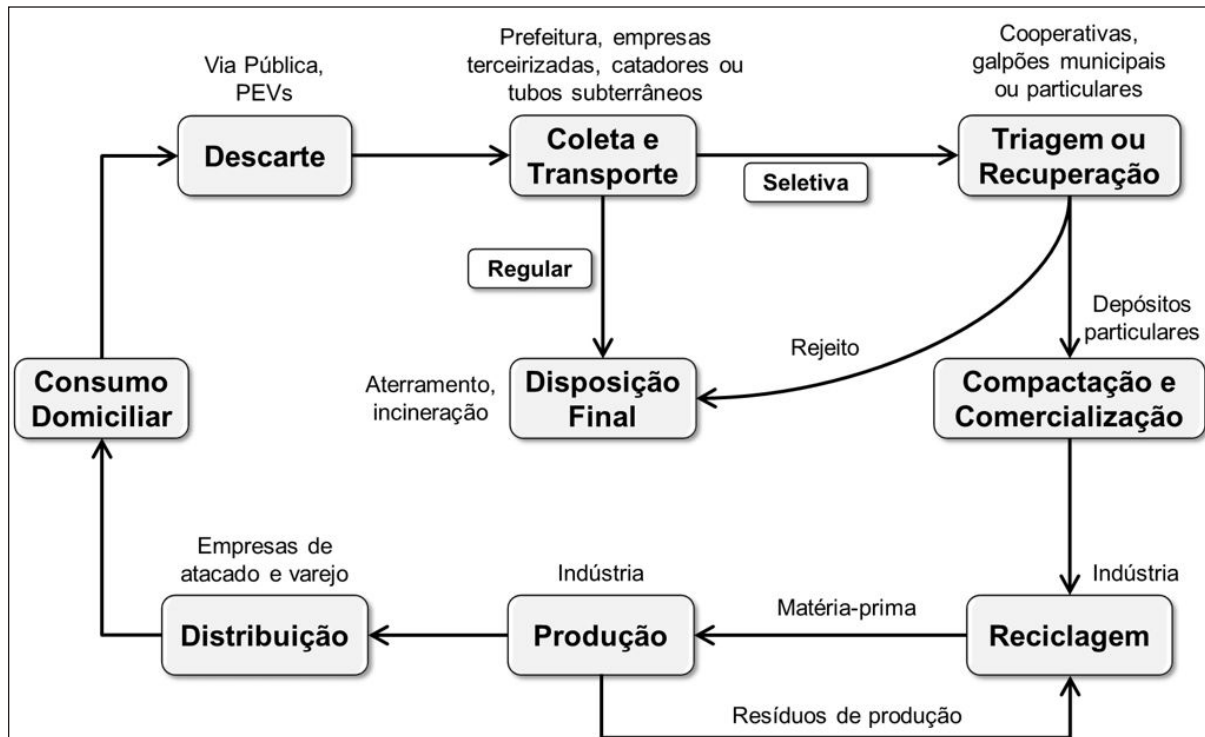 Via Pública,
PEVs
Descarte
Prefeitura, empresas
terceirizadas, catadores ou
tubos subterrâneos
Coleta e
Transporte
Seletiva
Cooperativas,
galpões municipais
ou particulares
Triagem ou
Recuperação
Regular
Rejeito
Depósitos
particulares
Consumo
Domiciliar
Aterramento,
incineração
Disposição
Final
Compactação e
Comercialização
Empresas de
atacado e varejo
Distribuição
Indústria
Produção
Matéria-prima
Indústria
Reciclagem
Resíduos de produção